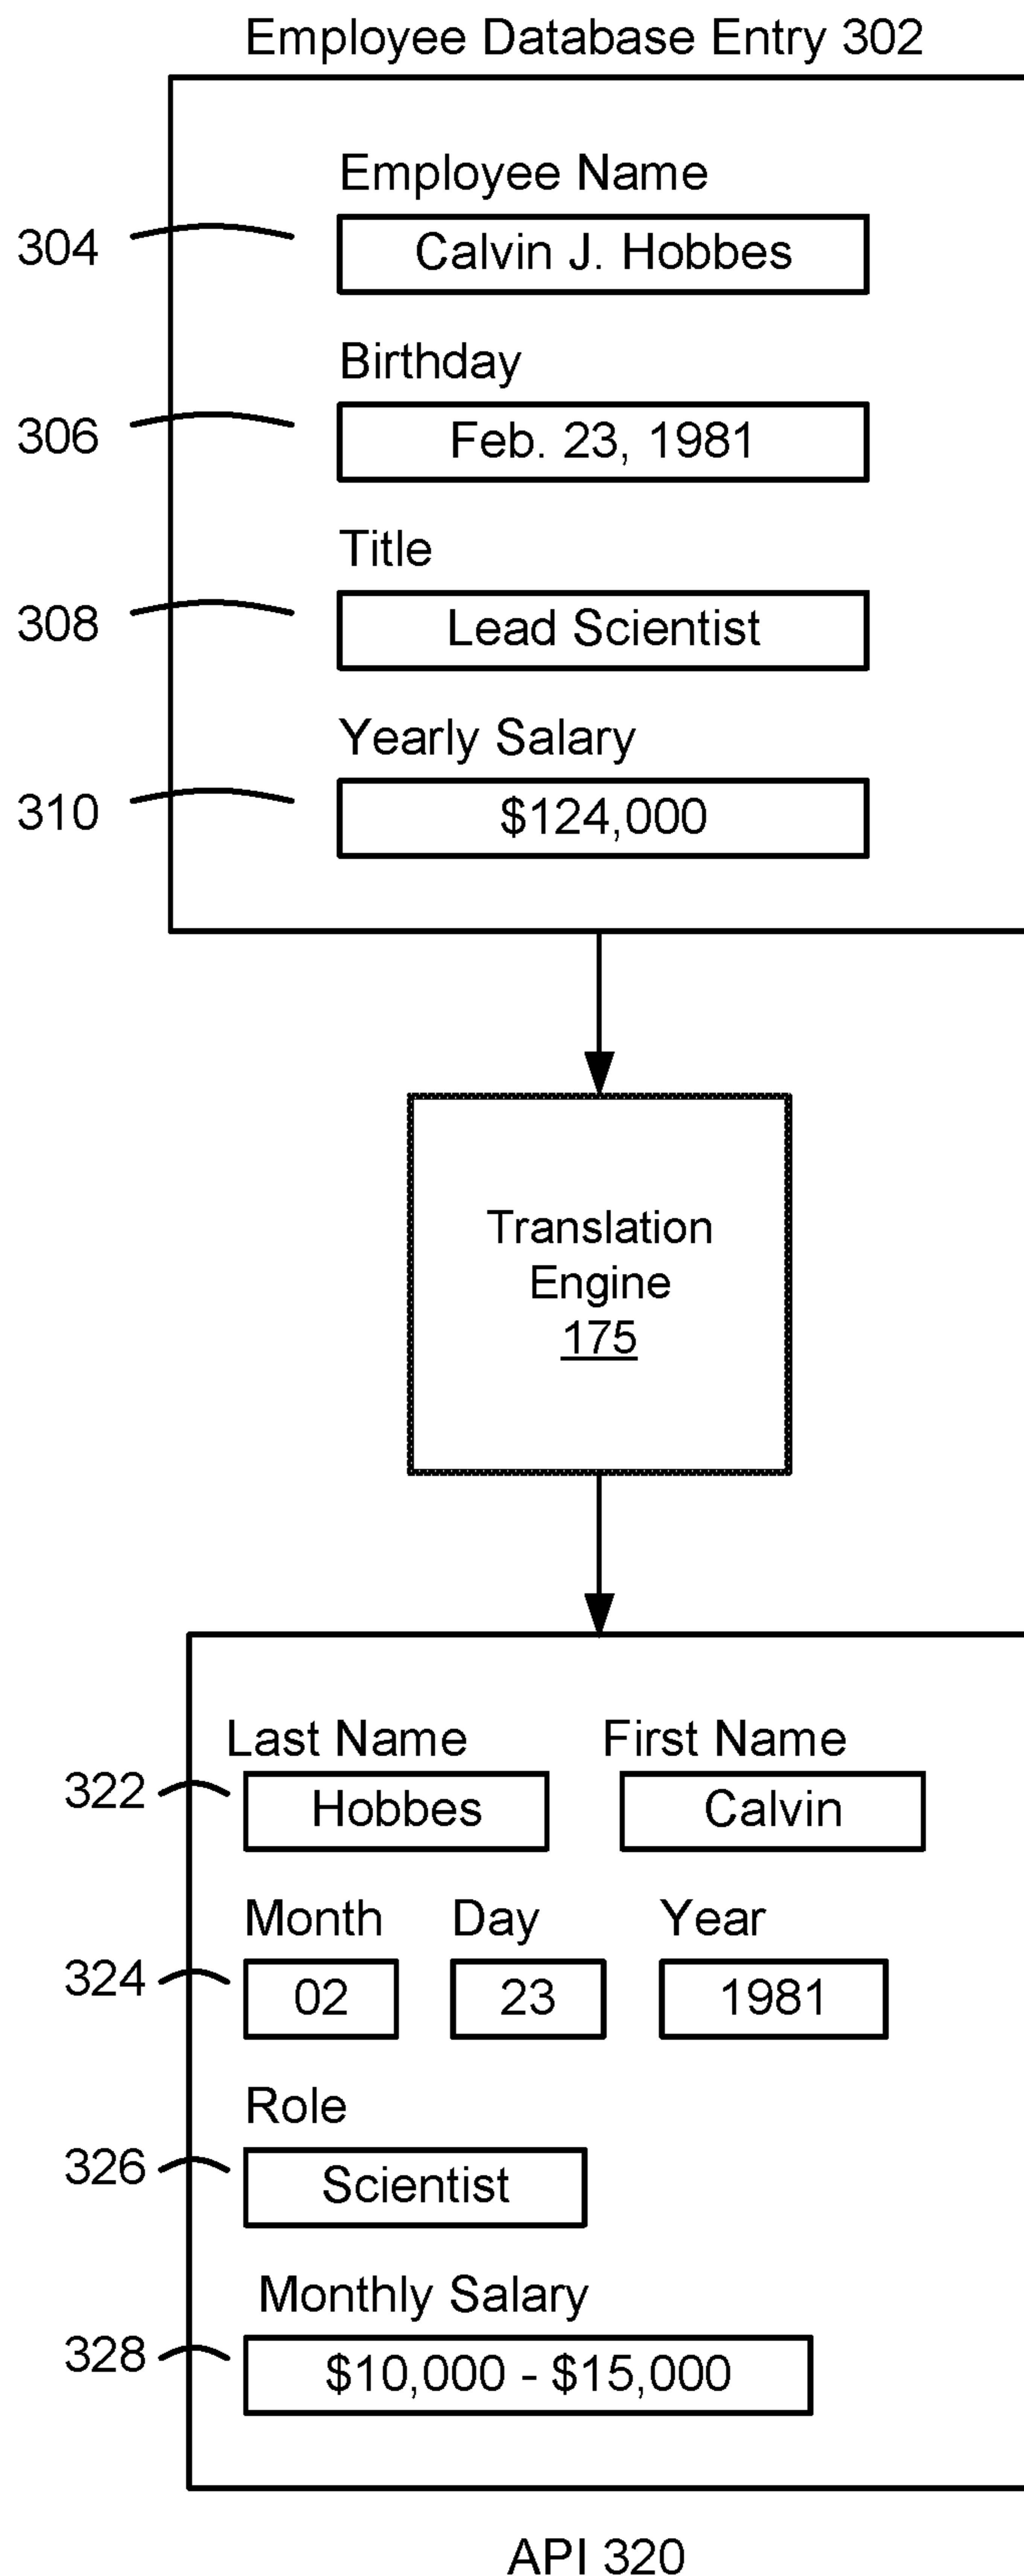 Employee Database Entry 302
Employee Name
304
Calvin J. Hobbes
Birthday
306
Feb. 23, 1981
Title
308
Lead Scientist
Yearly Salary
310
$124,000
Translation
Engine
175
Last Name First Name
322
Hobbes Calvin
Month Day Year
324
02 23 1981
Role
326
Scientist
Monthly Salary
328
$10,000 - $15,000
API 320